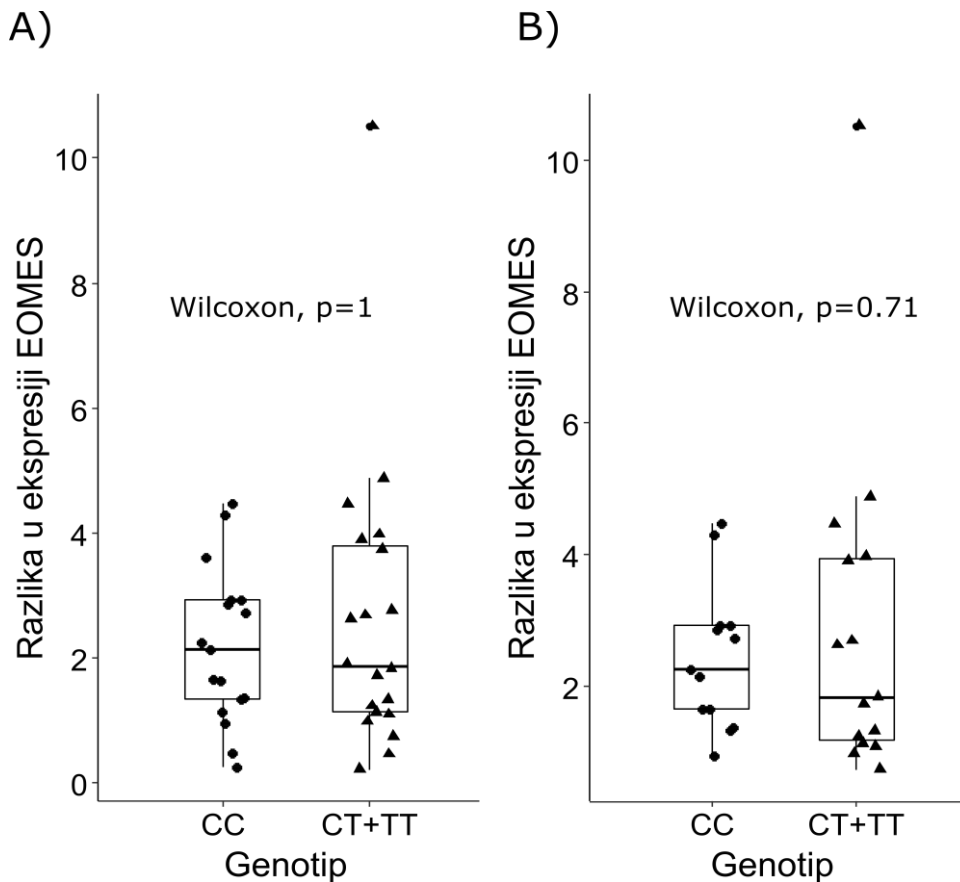 A)
Razlika u ekspresiji EOMES
10
8
6
4
2
0
Wilcoxon, p=1
CC
CT+TT
Genotip
B)
Razlika u ekspresiji EOMES
10
8
6
4
2
Wilcoxon, p=0.71
CC
CT+TT
Genotip